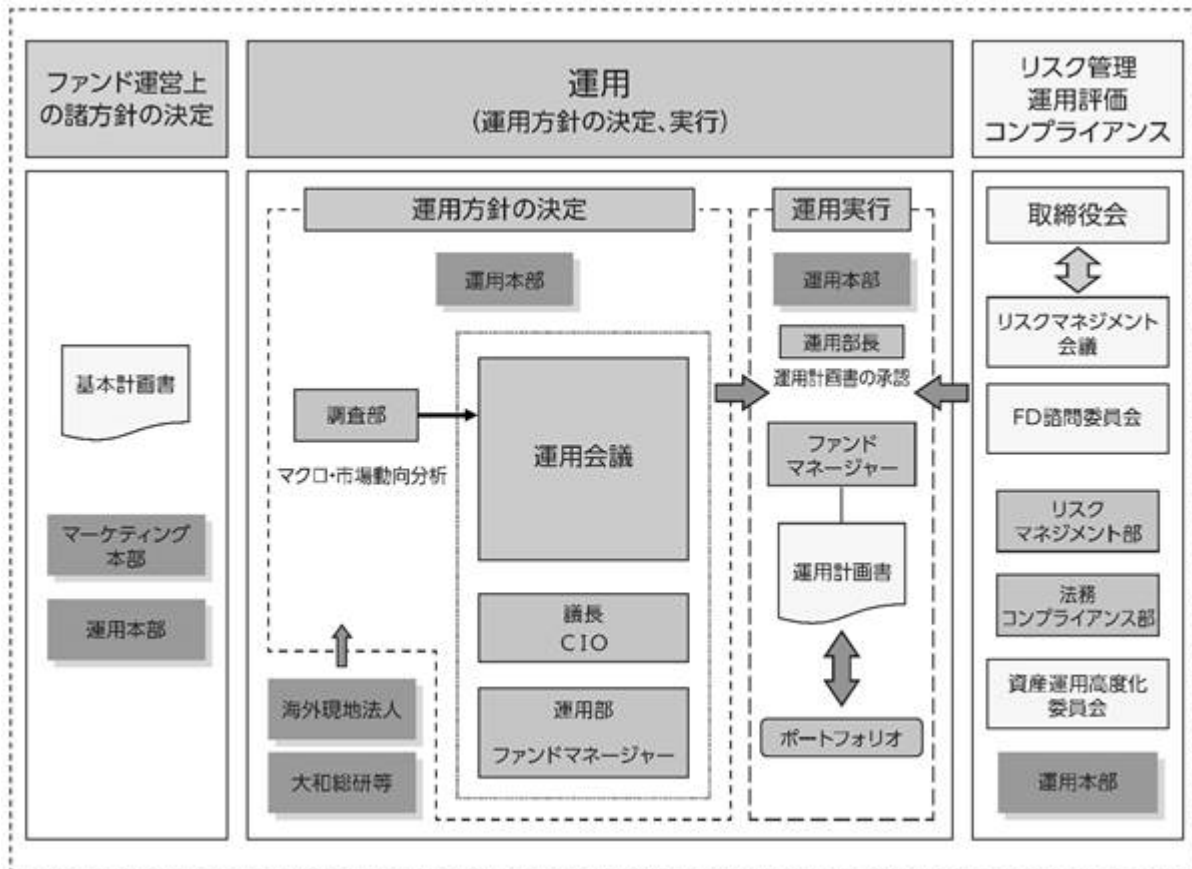 ファンド運営上
の諸方針の決定
運用
(運用方針の決定、実行)
リスク管理
運用評価
コンプライアンス
基本計画書
マーケティング
本部
運用本部
運用方針の決定
運用本部
調査部
マクロ・市場動向分析
運用会議
議長
CIO
運用部
ファンドマネージャー
海外現地法人
大和総研等
運用実行
運用本部
運用部長
運用計画書の承認
ファンド
マネージャー
運用計画書
ポートフォリオ
取締役会
リスクマネジメント
会議
FD諮問委員会
リスク
マネジメント部
法務
コンプライアンス部
資産運用高度化
委員会
運用本部